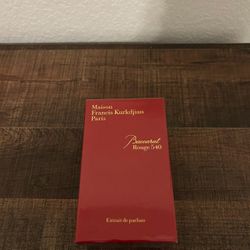 Maison
Francis Kurkdjian
Paris
Baccarat
Rouge 540
Extrait de parfum